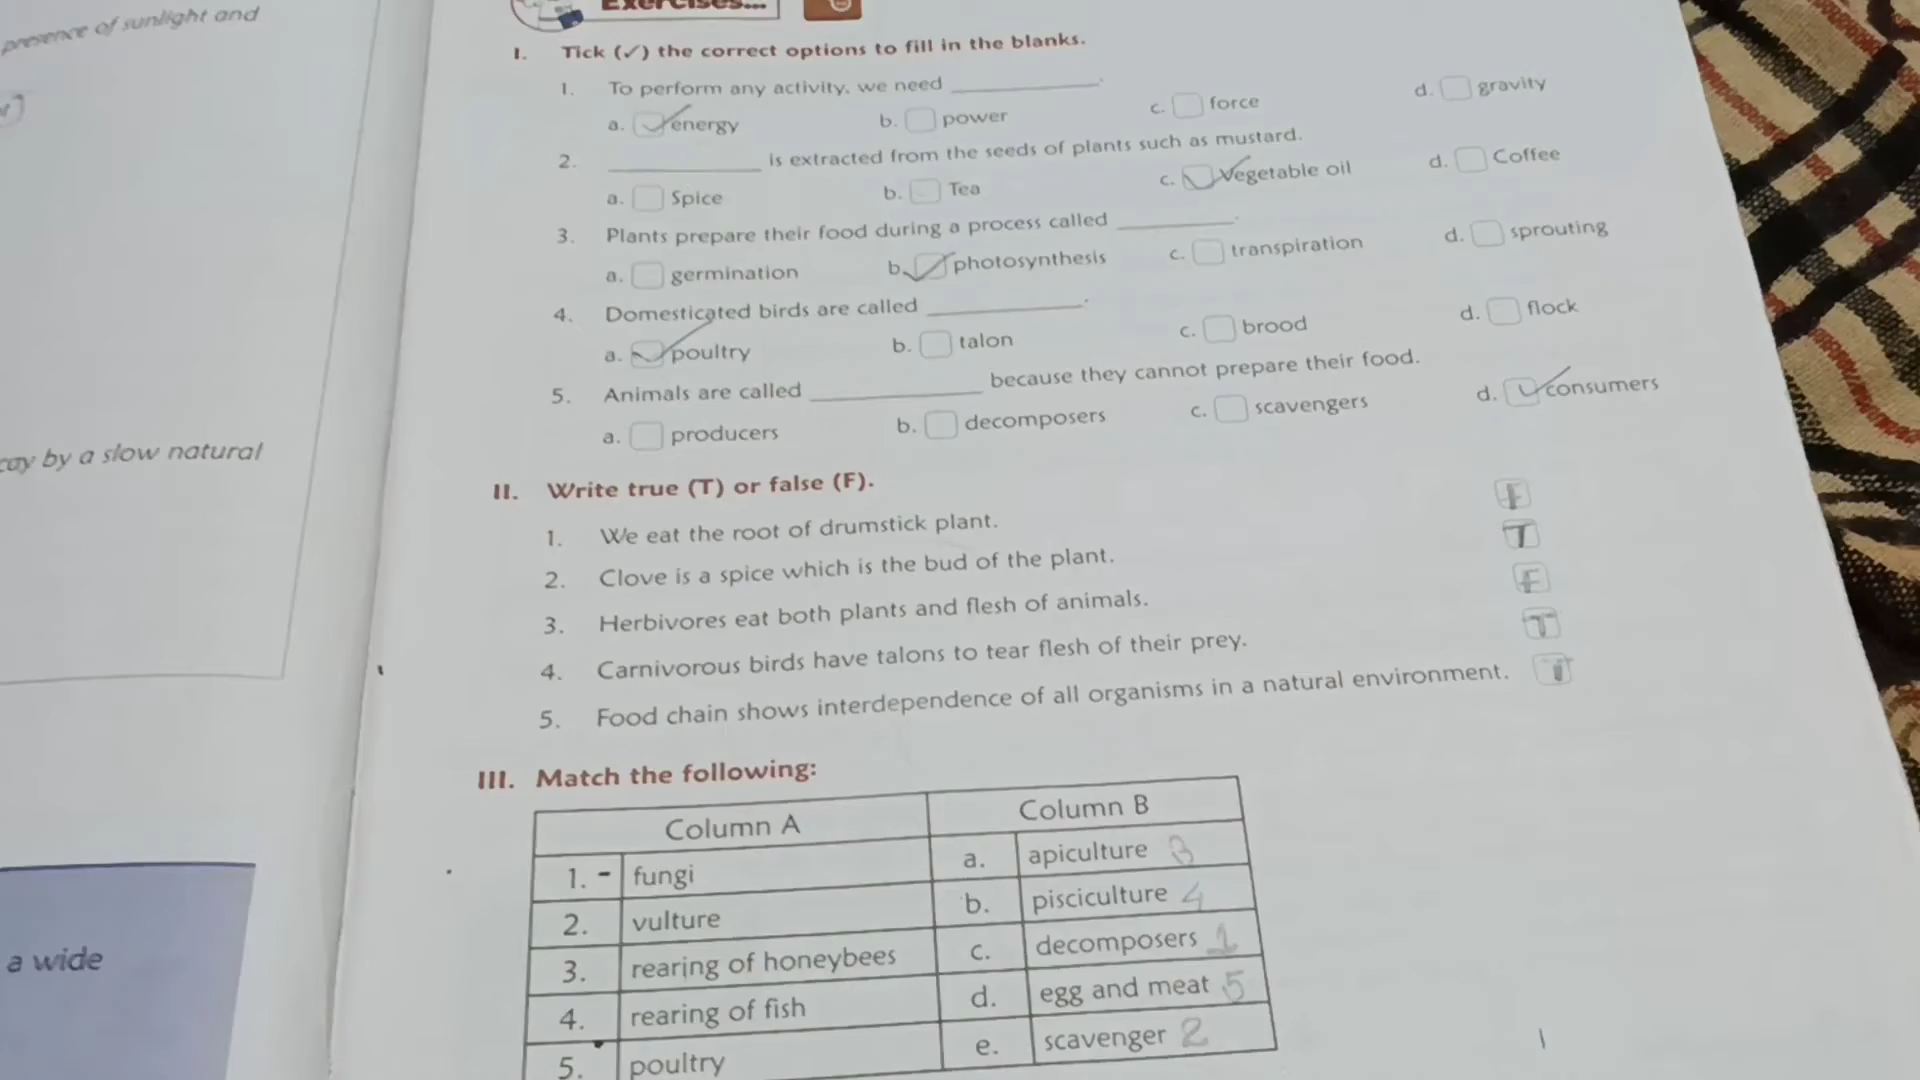 presence of sunlight and
cay by a slow natural
a wide
Exercises...
I. Tick (✓) the correct options to fill in the blanks.
1. To perform any activity, we need ____________.
a. ✓ energy b. power c. force d. gravity
2. ____________ is extracted from the seeds of plants such as mustard.
a. Spice b. Tea c. ✓ Vegetable oil d. Coffee
3. Plants prepare their food during a process called ____________.
a. germination b. ✓ photosynthesis c. transpiration d. sprouting
4. Domesticated birds are called ____________.
a. ✓ poultry b. talon c. brood d. flock
5. Animals are called ____________ because they cannot prepare their food.
a. producers b. decomposers c. scavengers d. ✓ consumers
II. Write true (T) or false (F).
1. We eat the root of drumstick plant. F
2. Clove is a spice which is the bud of the plant. T
3. Herbivores eat both plants and flesh of animals. F
4. Carnivorous birds have talons to tear flesh of their prey. T
5. Food chain shows interdependence of all organisms in a natural environment. T
III. Match the following:
Column A Column B
1. - fungi a. apiculture 3
2. vulture b. pisciculture 4
3. rearing of honeybees c. decomposers 1
4. rearing of fish d. egg and meat 5
5. poultry e. scavenger 2